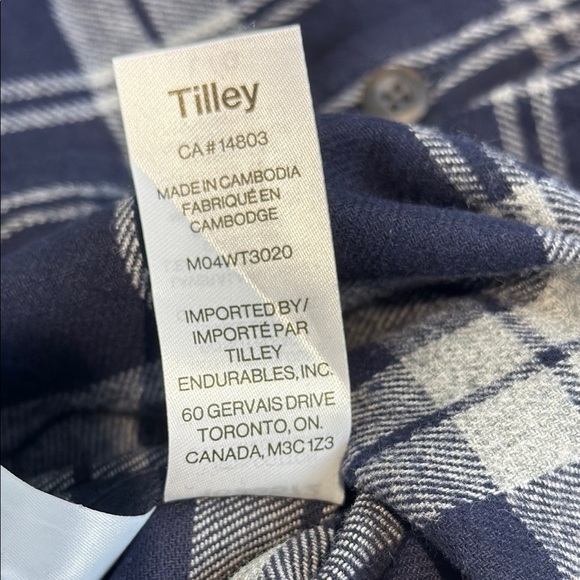 Tilley
CA#14803
MADE IN CAMBODIA
FABRIQUÉ EN
CAMBODGE
M04WT3020
IMPORTED BY/
IMPORTÉ PAR
TILLEY
ENDURABLES, INC.
60 GERVAIS DRIVE
TORONTO, ON.
CANADA, M3C 1Z3